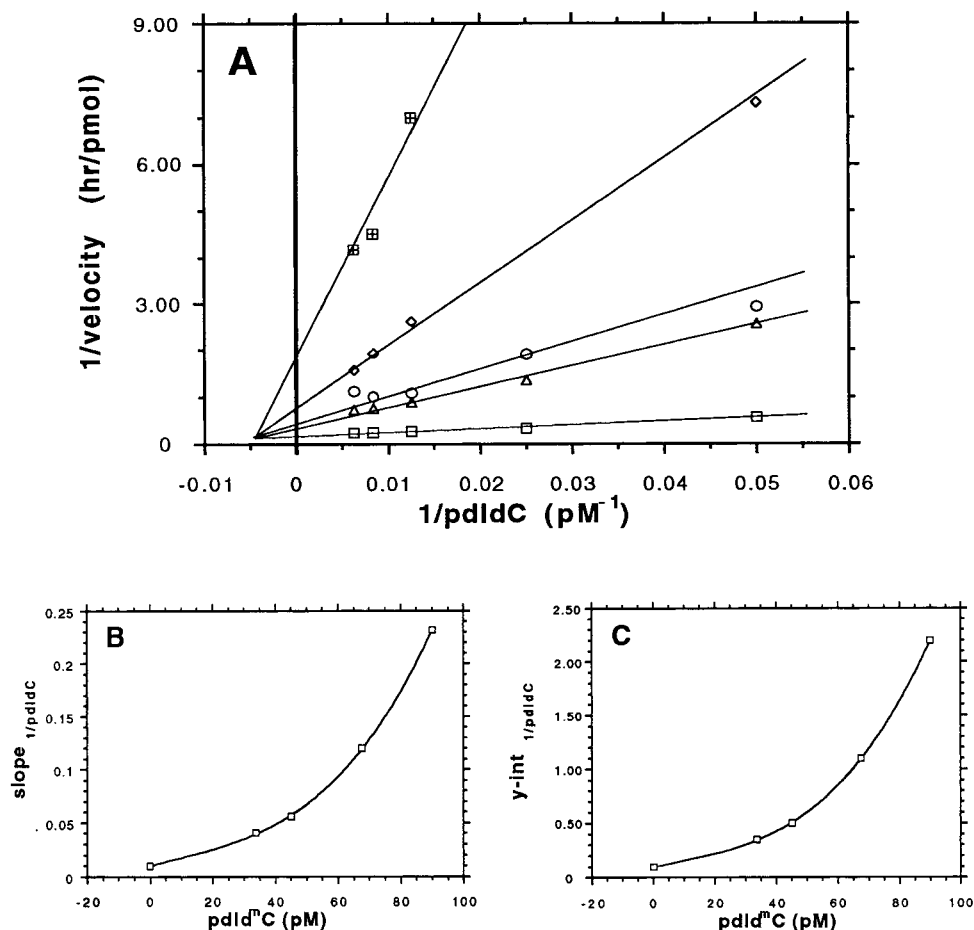 A
9.00
6.00
3.00
0
1/velocity (hr/pmol)
-0.01 0 0.01 0.02 0.03 0.04 0.05 0.06
1/pdIdC (pM⁻¹)
B
0.25
0.2
0.15
0.1
0.05
0
slope 1/pdIdC
-20 0 20 40 60 80 100
pdIdᵐC (pM)
C
2.50
2.00
1.50
1.00
0.50
0
y-int 1/pdIdC
-20 0 20 40 60 80 100
pdIdᵐC (pM)